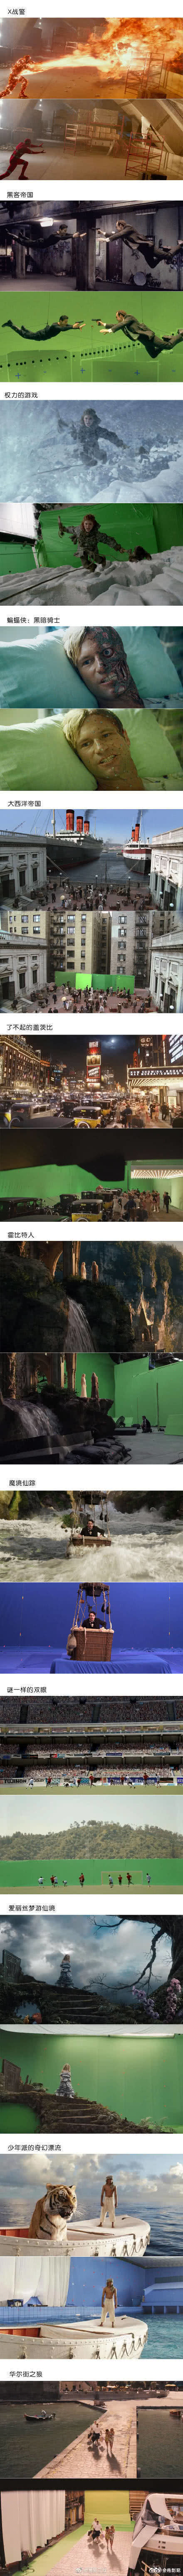 X战警
黑客帝国
权力的游戏
蝙蝠侠：黑暗骑士
大西洋帝国
了不起的盖茨比
霍比特人
魔境仙踪
谜一样的双眼
爱丽丝梦游仙境
少年派的奇幻漂流
华尔街之狼